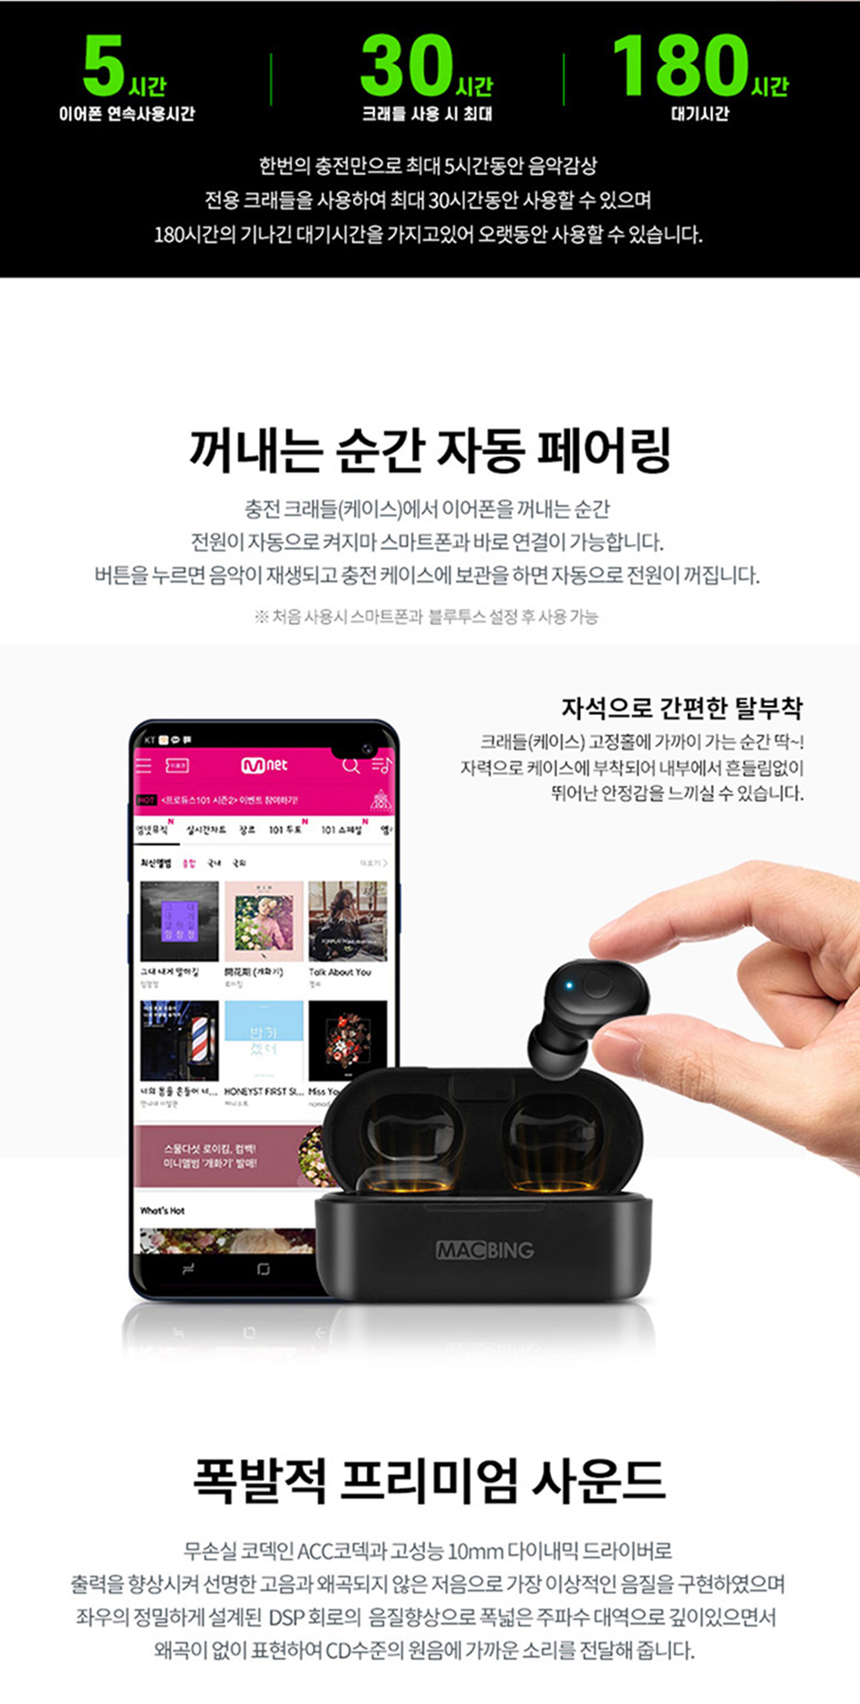 5시간
이어폰 연속사용시간
30시간
크래들 사용 시 최대
180시간
대기시간
한번의 충전만으로 최대 5시간동안 음악감상
전용 크래들을 사용하여 최대 30시간동안 사용할 수 있으며
180시간의 기나긴 대기시간을 가지고있어 오랫동안 사용할 수 있습니다.
꺼내는 순간 자동 페어링
충전 크래들(케이스)에서 이어폰을 꺼내는 순간
전원이 자동으로 켜지마 스마트폰과 바로 연결이 가능합니다.
버튼을 누르면 음악이 재생되고 충전 케이스에 보관을 하면 자동으로 전원이 꺼집니다.
※ 처음 사용시 스마트폰과 블루투스 설정 후 사용 가능
자석으로 간편한 탈부착
크래들(케이스) 고정홀에 가까이 가는 순간 딱~!
자력으로 케이스에 부착되어 내부에서 흔들림없이
뛰어난 안정감을 느끼실 수 있습니다.
KT
Mnet
HOT <프로듀스101 시즌2> 이벤트 참여하기!
엠넷뮤직 실시간차트 장르 101 투표 101 스페셜
최신앨범 종합 국내 국외 더보기 >
그대 내게 말하길
開花期 (개화기)
로이킴
Talk About You
HONEYST FIRST SI...
허니스트
Miss Yo
스물다섯 로이킴, 컴백!
미니앨범 '개화기' 발매!
What's Hot
MACBING
폭발적 프리미엄 사운드
무손실 코덱인 ACC코덱과 고성능 10mm 다이내믹 드라이버로
출력을 향상시켜 선명한 고음과 왜곡되지 않은 저음으로 가장 이상적인 음질을 구현하였으며
좌우의 정밀하게 설계된 DSP 회로의 음질향상으로 폭넓은 주파수 대역으로 깊이있으면서
왜곡이 없이 표현하여 CD수준의 원음에 가까운 소리를 전달해 줍니다.